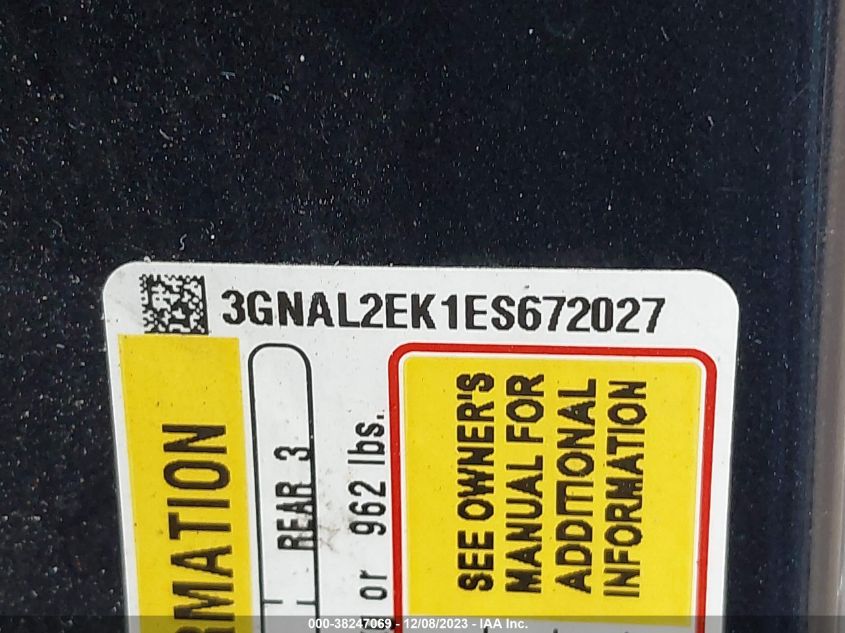 3GNAL2EK1ES672027
RMATION
REAR 3
or 962 lbs.
SEE OWNER'S
MANUAL FOR
ADDITIONAL
INFORMATION
000-38247069 - 12/08/2023 - IAA Inc.